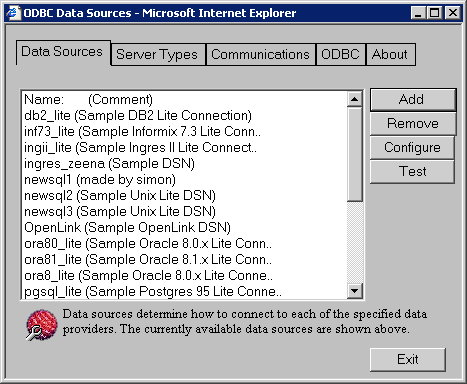 ODBC Data Sources - Microsoft Internet Explorer
Data Sources Server Types Communications ODBC About
Name: (Comment)
db2_lite (Sample DB2 Lite Connection)
inf73_lite (Sample Informix 7.3 Lite Conn..
ingii_lite (Sample Ingres II Lite Connect..
ingres_zeena (Sample DSN)
newsql1 (made by simon)
newsql2 (Sample Unix Lite DSN)
newsql3 (Sample Unix Lite DSN)
OpenLink (Sample OpenLink DSN)
ora80_lite (Sample Oracle 8.0.x Lite Conn..
ora81_lite (Sample Oracle 8.1.x Lite Conn..
ora8_lite (Sample Oracle 8.0.x Lite Conne..
pgsql_lite (Sample Postgres 95 Lite Conne..
Add
Remove
Configure
Test
Data sources determine how to connect to each of the specified data
providers. The currently available data sources are shown above.
Exit